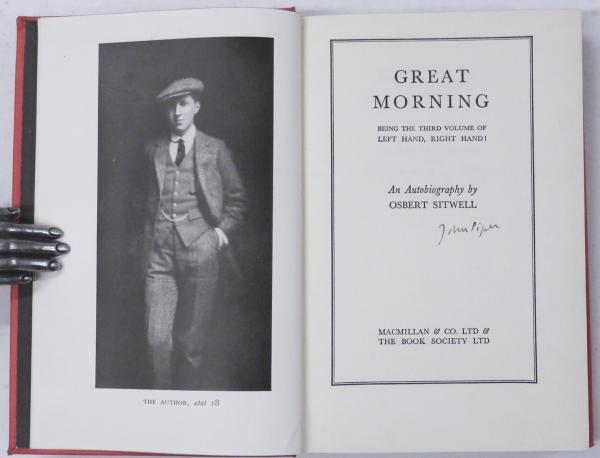 THE AUTHOR, etat 18
GREAT
MORNING
BEING THE THIRD VOLUME OF
LEFT HAND, RIGHT HAND!
An Autobiography by
OSBERT SITWELL
John Piper
MACMILLAN & CO. LTD &
THE BOOK SOCIETY LTD